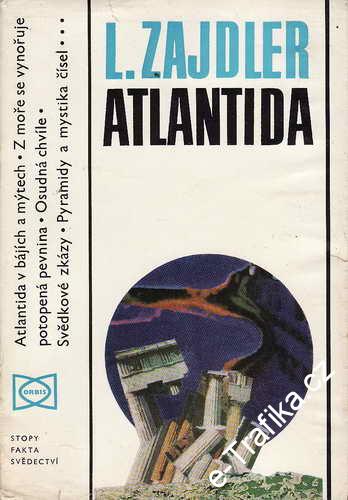 L. ZAJDLER
ATLANTIDA
Atlantida v bájích a mýtech • Z moře se vynořuje
potopená pevnina • Osudná chvíle •
Svědkové zkázy • Pyramidy a mystika čísel • • •
ORBIS
STOPY
FAKTA
SVĚDECTVÍ
e-Trafika.cz